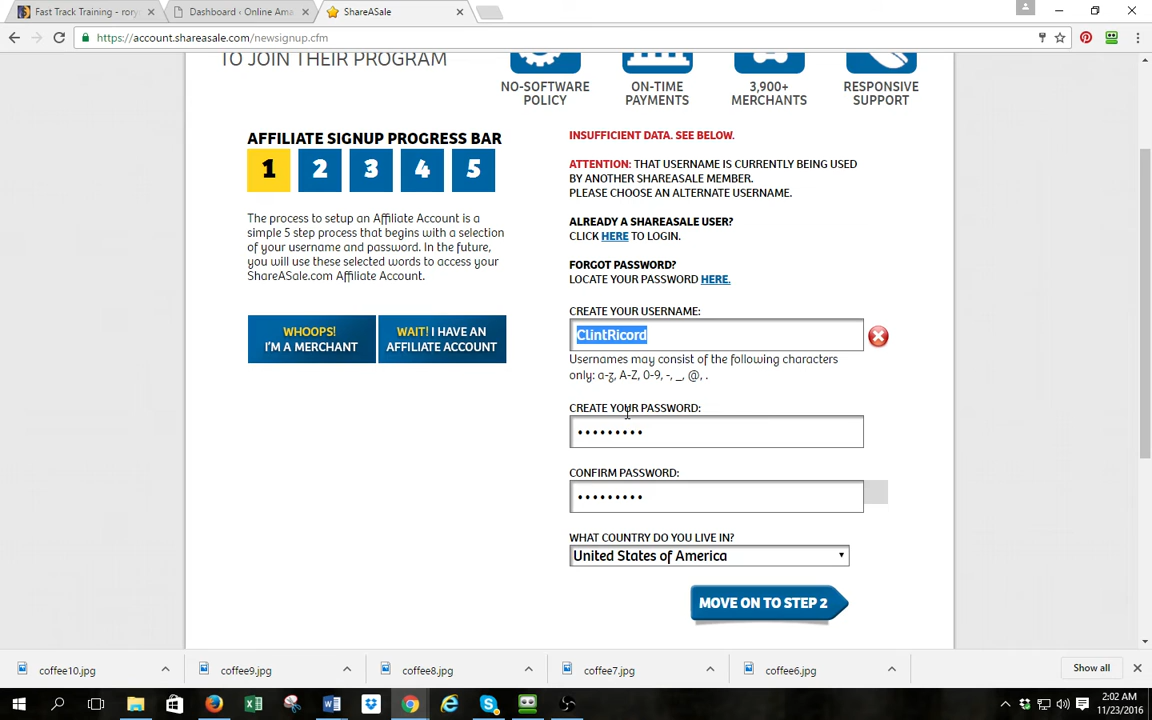 Fast Track Training - rory
Dashboard ‹ Online Ama
ShareASale
https://account.shareasale.com/newsignup.cfm
TO JOIN THEIR PROGRAM
NO-SOFTWARE
POLICY
ON-TIME
PAYMENTS
3,900+
MERCHANTS
RESPONSIVE
SUPPORT
AFFILIATE SIGNUP PROGRESS BAR
1 2 3 4 5
The process to setup an Affiliate Account is a
simple 5 step process that begins with a selection
of your username and password. In the future,
you will use these selected words to access your
ShareASale.com Affiliate Account.
WHOOPS!
I'M A MERCHANT
WAIT! I HAVE AN
AFFILIATE ACCOUNT
INSUFFICIENT DATA. SEE BELOW.
ATTENTION: THAT USERNAME IS CURRENTLY BEING USED
BY ANOTHER SHAREASALE MEMBER.
PLEASE CHOOSE AN ALTERNATE USERNAME.
ALREADY A SHAREASALE USER?
CLICK HERE TO LOGIN.
FORGOT PASSWORD?
LOCATE YOUR PASSWORD HERE.
CREATE YOUR USERNAME:
ClintRicord
Usernames may consist of the following characters
only: a-z, A-Z, 0-9, -, _, @, .
CREATE YOUR PASSWORD:
•••••••••
CONFIRM PASSWORD:
•••••••••
WHAT COUNTRY DO YOU LIVE IN?
United States of America
MOVE ON TO STEP 2
coffee10.jpg
coffee9.jpg
coffee8.jpg
coffee7.jpg
coffee6.jpg
Show all
2:02 AM
11/23/2016